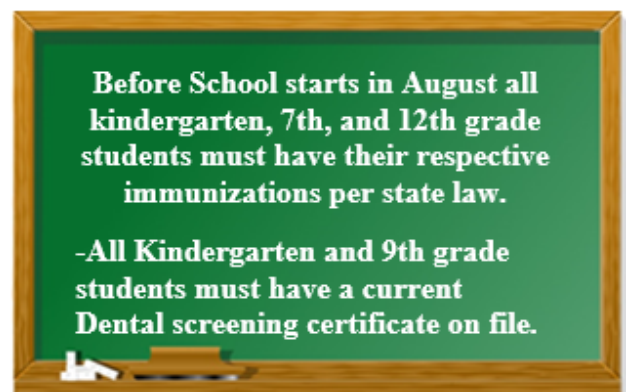 Before School starts in August all
kindergarten, 7th, and 12th grade
students must have their respective
immunizations per state law.
-All Kindergarten and 9th grade
students must have a current
Dental screening certificate on file.